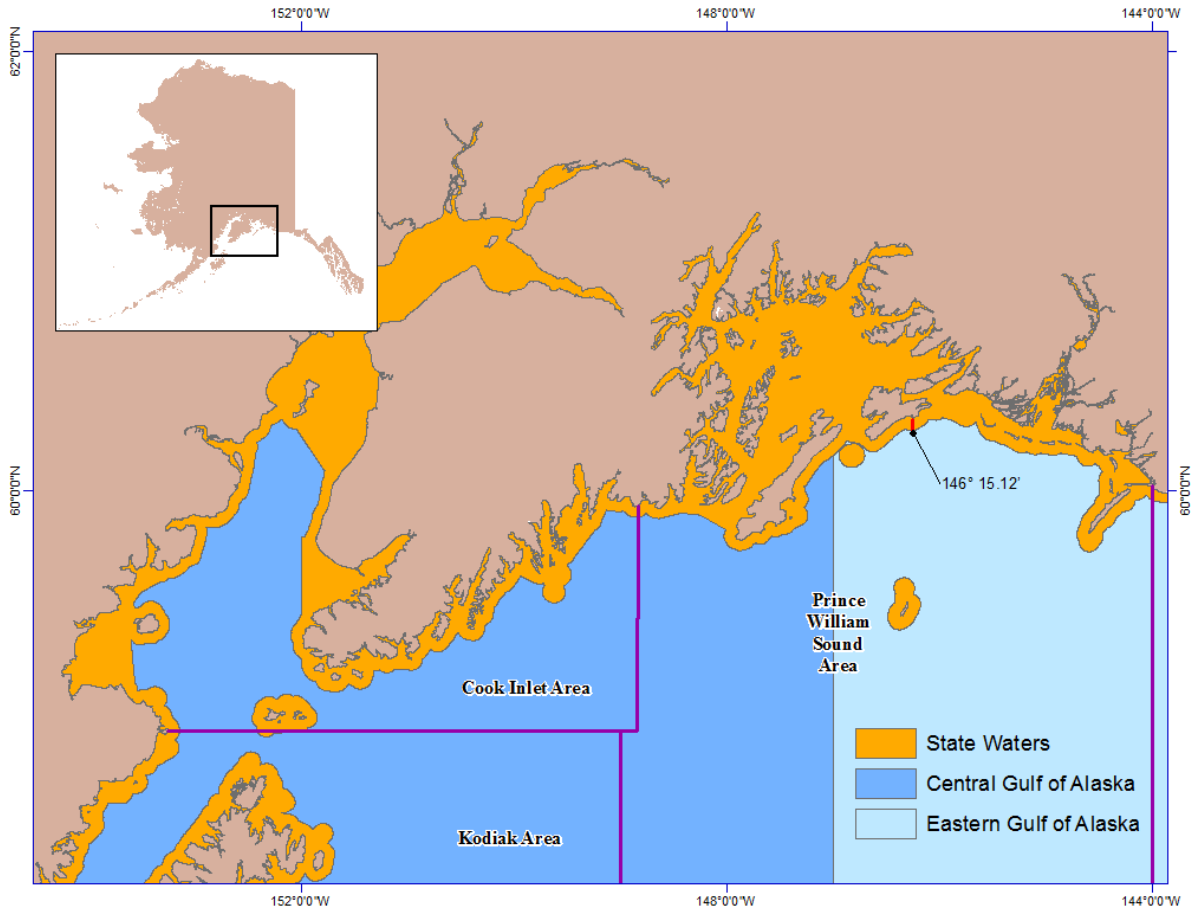 152°0'0"W
148°0'0"W
144°0'0"W
62°0'0"N
60°0'0"N
60°0'0"N
146° 15.12'
Prince
William
Sound
Area
Cook Inlet Area
State Waters
Central Gulf of Alaska
Eastern Gulf of Alaska
Kodiak Area
152°0'0"W
148°0'0"W
144°0'0"W